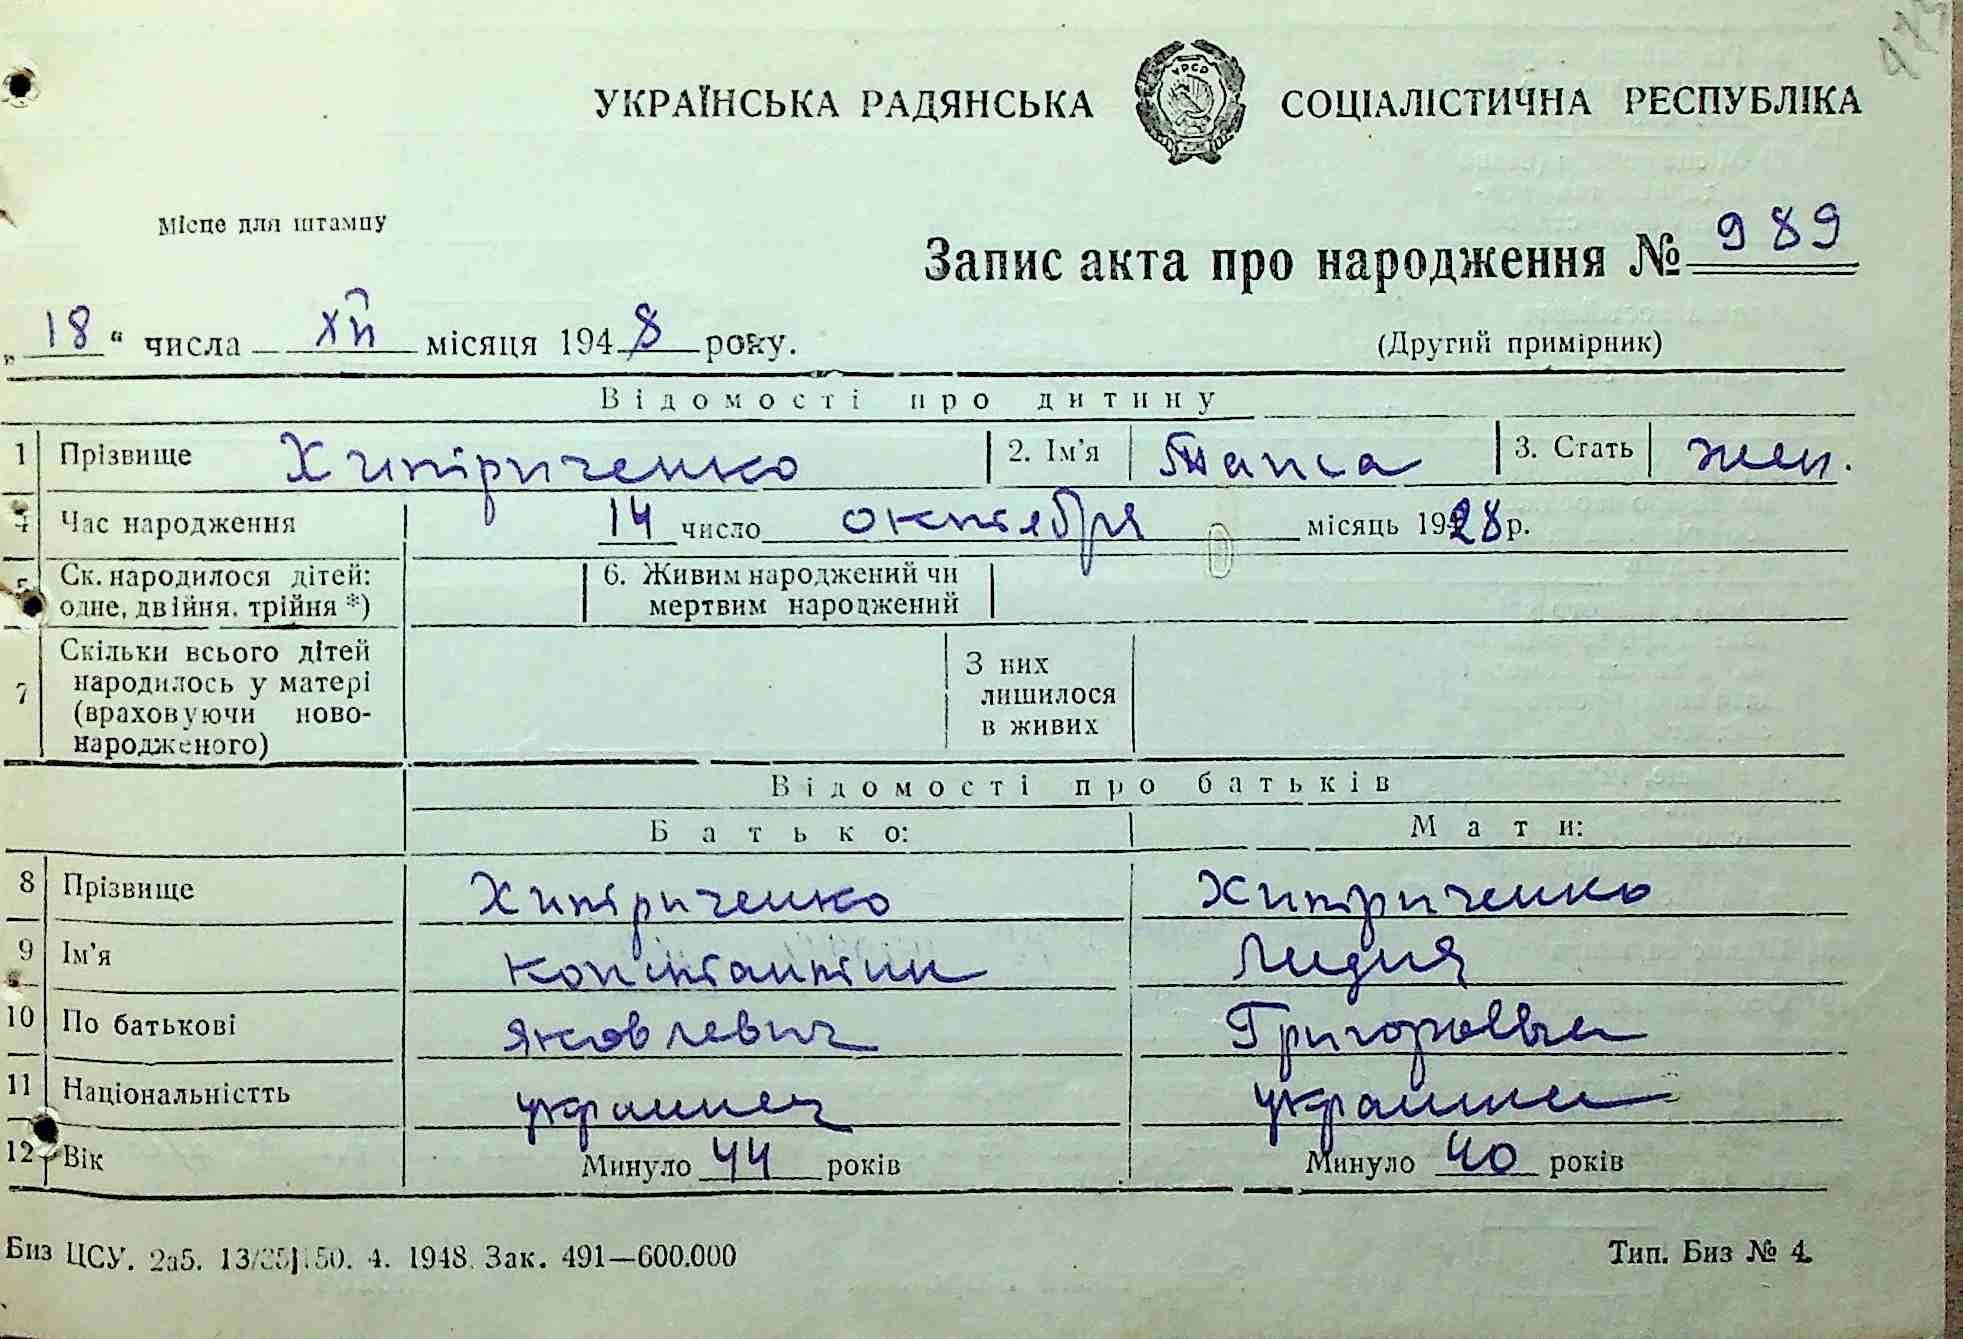 УКРАЇНСЬКА РАДЯНСЬКА СОЦІАЛІСТИЧНА РЕСПУБЛІКА
УРСР
Місце для штампу
Запис акта про народження № 989
„18“ числа XII місяця 1948 року.
(Другий примірник)
Відомості про дитину
1 Прізвище Хитриченко 2. Ім'я Таиса 3. Стать жен.
4 Час народження 14 число октября місяць 1928 р.
5 Ск. народилося дітей: одне, двійня, трійня *) 6. Живим народжений чи мертвим народжений
7 Скільки всього дітей народилось у матері (враховуючи новонародженого) З них лишилося в живих
Відомості про батьків
Батько: Мати:
8 Прізвище Хитриченко Хитриченко
9 Ім'я Константин Лидия
10 По батькові Яковлевич Григорьевна
11 Національністть украинец украинка
12 Вік Минуло 44 років Минуло 40 років
Биз ЦСУ. 2а5. 50. 4. 1948. Зак. 491—600.000 Тип. Биз № 4.